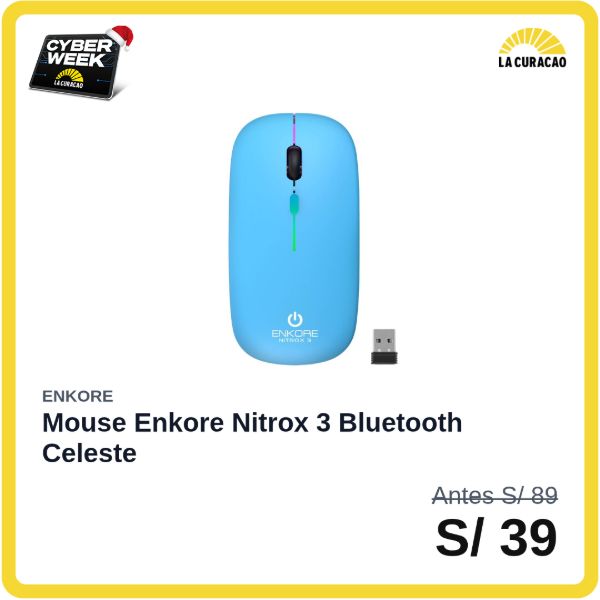 CYBER
WEEK
LA CURACAO
LA CURACAO
ENKORE
NITROX 3
ENKORE
Mouse Enkore Nitrox 3 Bluetooth
Celeste
Antes S/ 89
S/ 39